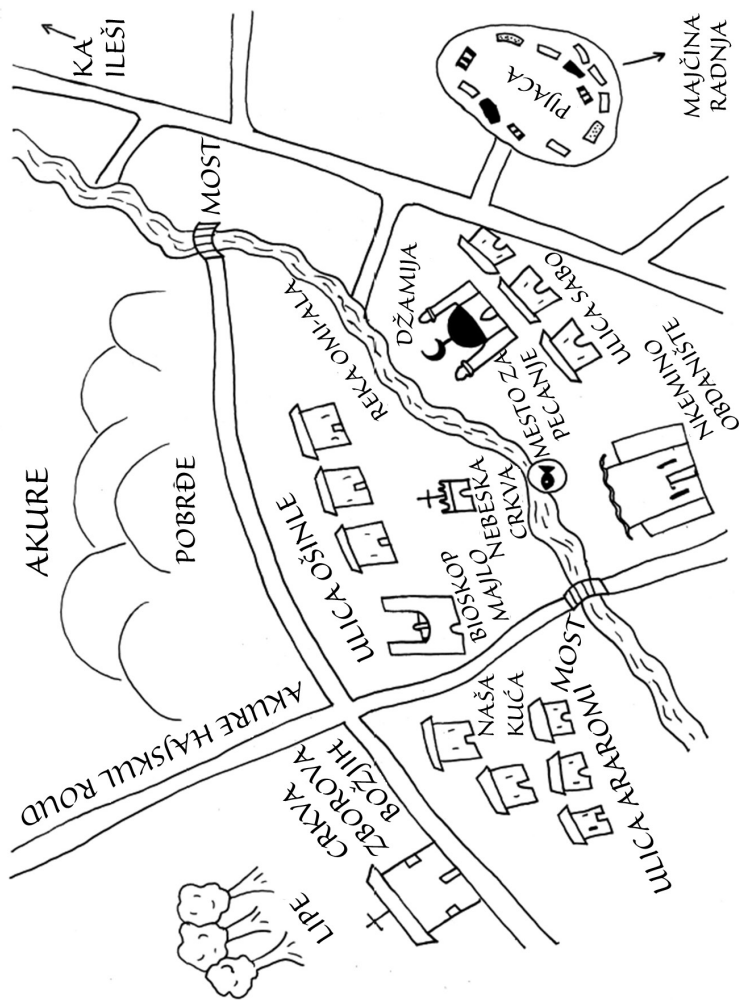 AKURE
KA
ILEŠI
AKURE HAJSKUL ROUD
POBRĐE
MOST
LIPE
CRKVA
ZBOROVA
BOŽJIH
ULICA OŠINLE
REKA OMI-ALA
BIOSKOP
MAJLO
NEBESKA
CRKVA
DŽAMIJA
PIJACA
MAJČINA
RADNJA
NAŠA
KUĆA
MESTO ZA
PECANJE
MOST
ULICA SABO
ULICA ARAROMI
NKEMINO
OBDANIŠTE